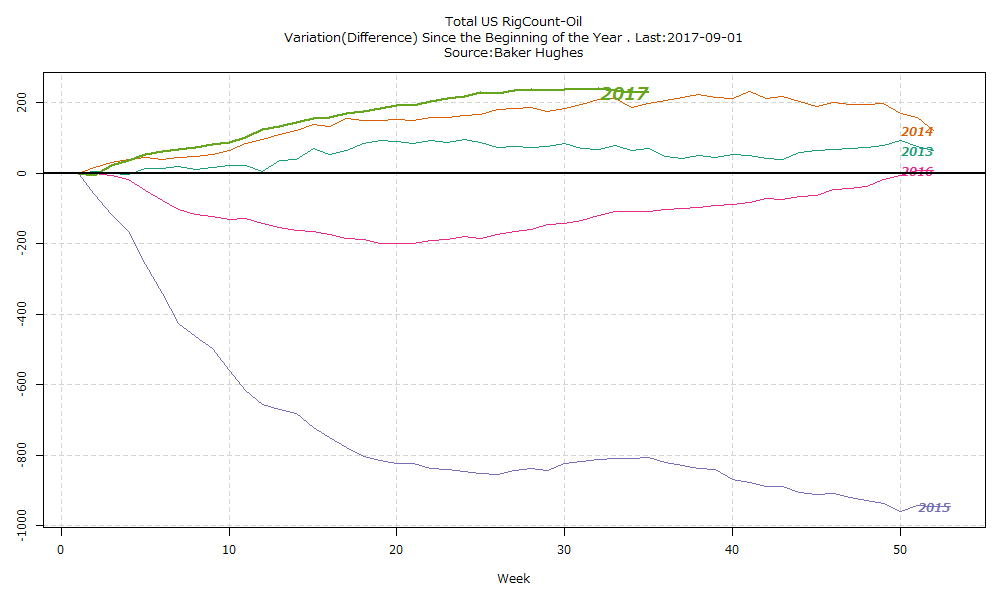 Total US RigCount-Oil
Variation(Difference) Since the Beginning of the Year . Last:2017-09-01
Source:Baker Hughes
200
0
-200
-400
-600
-800
-1000
2017
2014
2013
2016
2015
0 10 20 30 40 50
Week